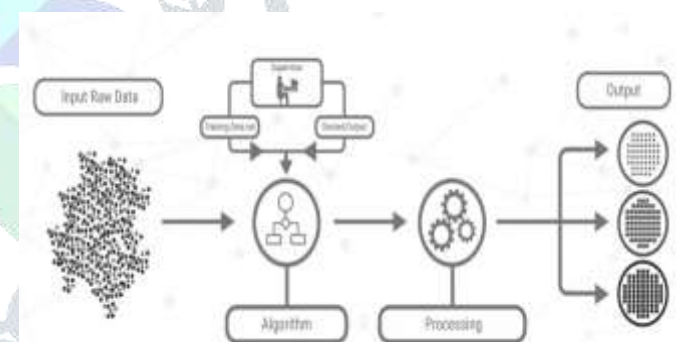 Supervisor
Input Raw Data
Output
Training Data set
Desired Output
Algorithm
Processing